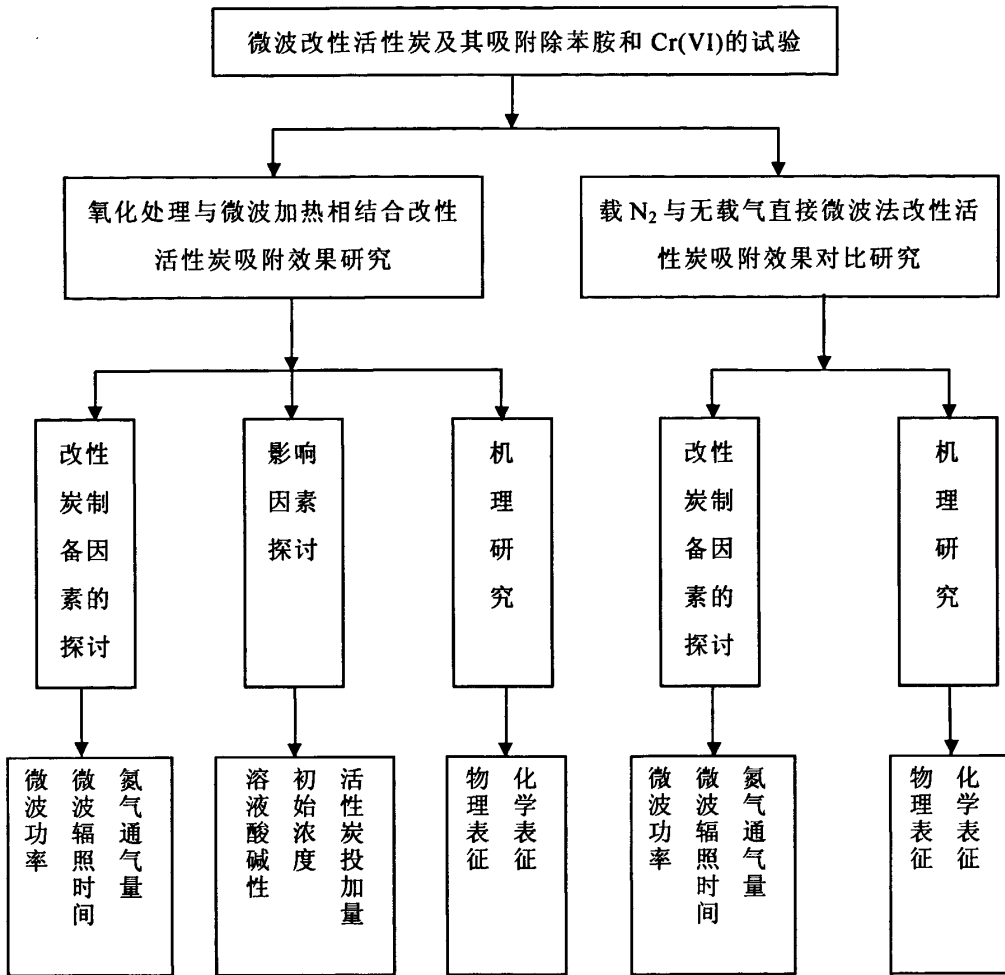 微波改性活性炭及其吸附除苯胺和 Cr(VI)的试验
氧化处理与微波加热相结合改性
活性炭吸附效果研究
载 N₂ 与无载气直接微波法改性活
性炭吸附效果对比研究
改性
炭制
备因
素的
探讨
影响
因素
探讨
机
理
研
究
改性
炭制
备因
素的
探讨
机
理
研
究
微波功率
微波辐照时间
氮气通气量
溶液酸碱性
初始浓度
活性炭投加量
物理表征
化学表征
微波功率
微波辐照时间
氮气通气量
物理表征
化学表征